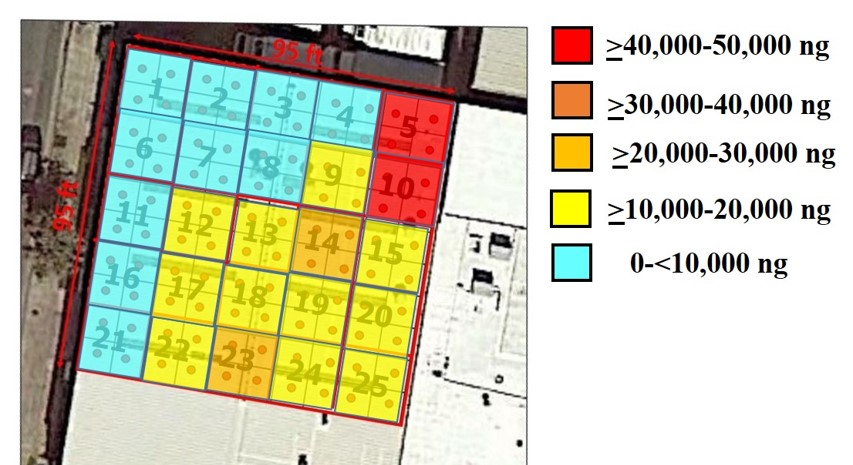 95 ft
95 ft
1 2 3 4 5
6 7 8 9 10
11 12 13 14 15
16 17 18 19 20
21 22 23 24 25
≥40,000-50,000 ng
≥30,000-40,000 ng
≥20,000-30,000 ng
≥10,000-20,000 ng
0-<10,000 ng